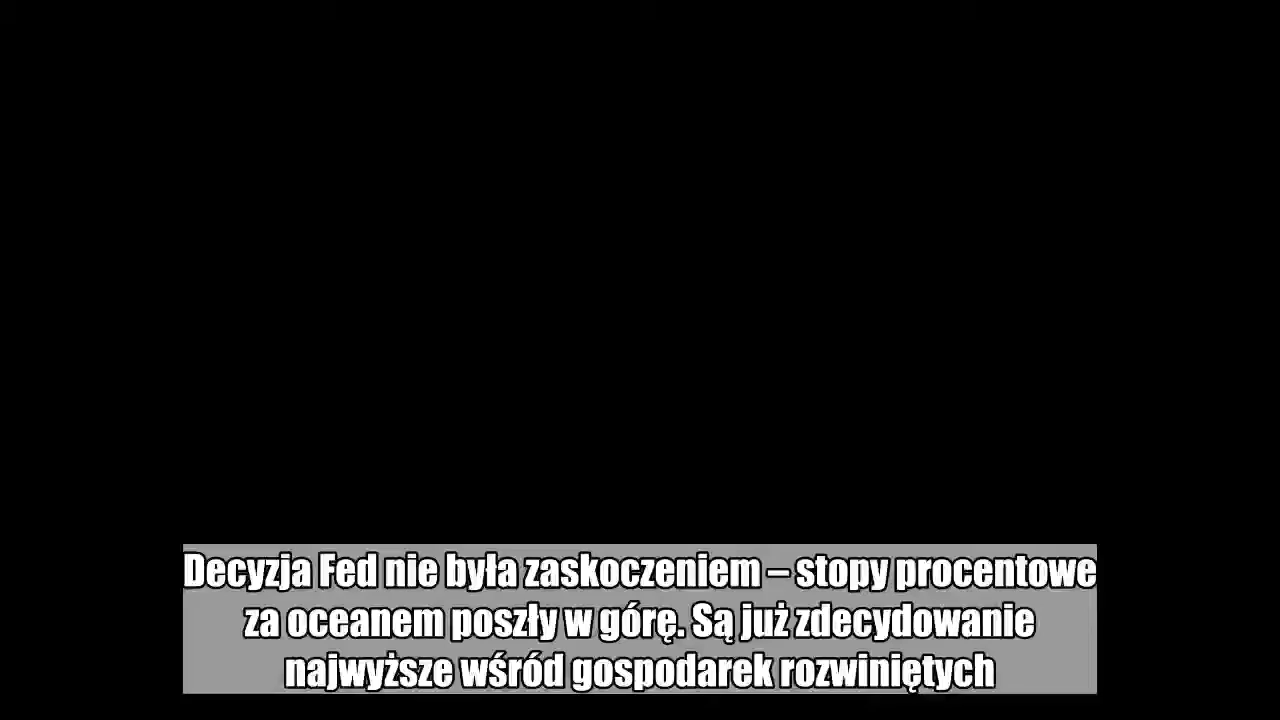 Decyzja Fed nie była zaskoczeniem – stopy procentowe
za oceanem poszły w górę. Są już zdecydowanie
najwyższe wśród gospodarek rozwiniętych